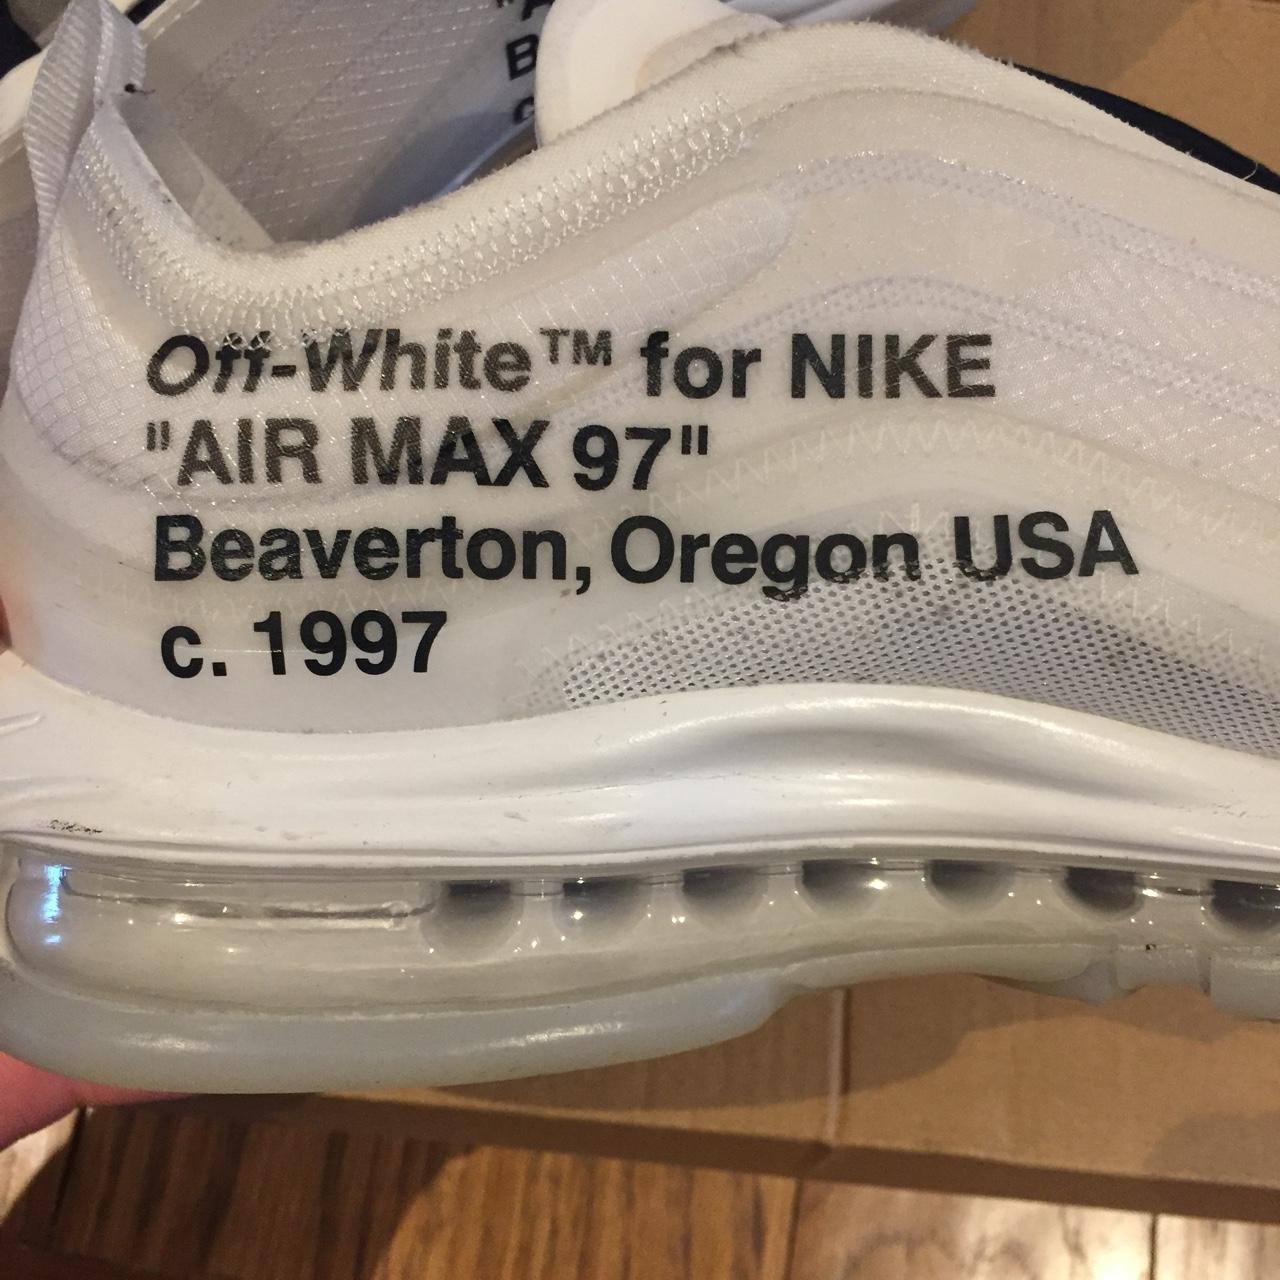 Off-White™ for NIKE
"AIR MAX 97"
Beaverton, Oregon USA
c. 1997